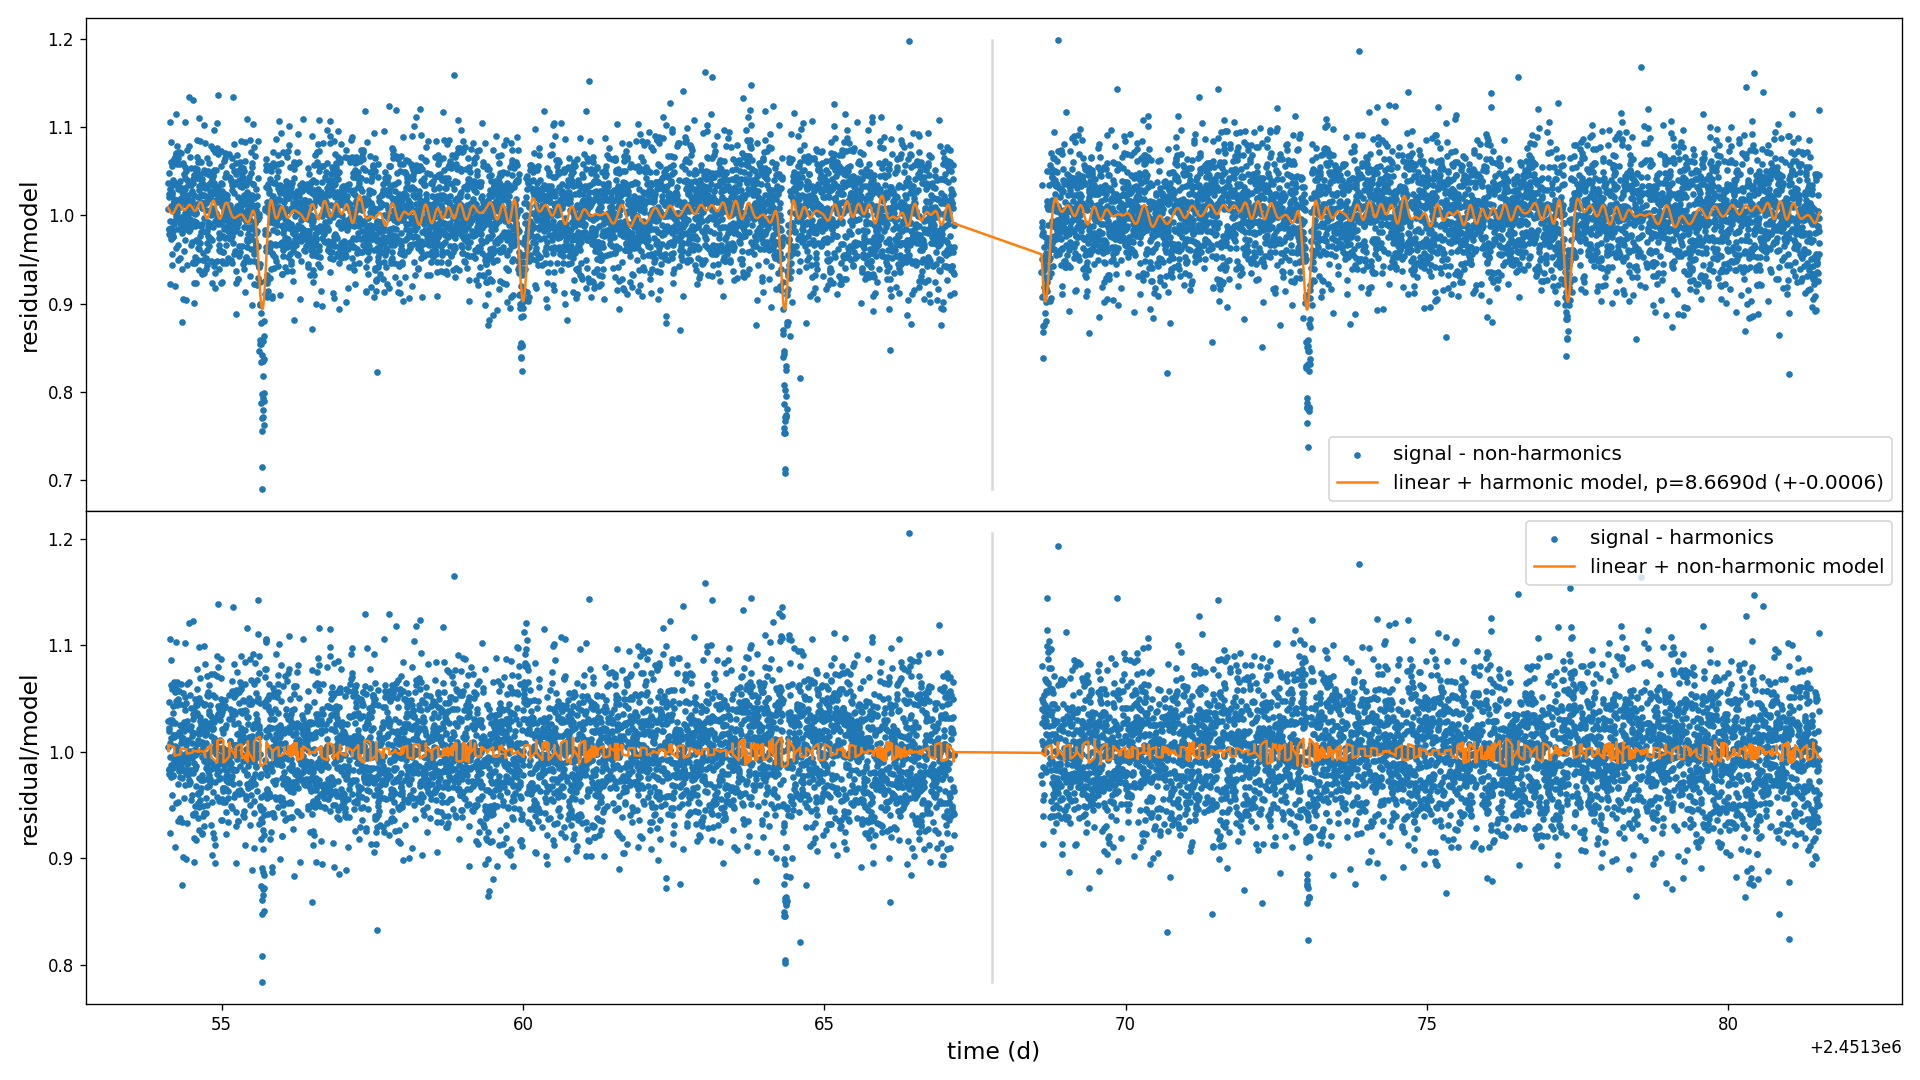 1.2
1.1
1.0
0.9
0.8
0.7
residual/model
signal - non-harmonics
linear + harmonic model, p=8.6690d (+-0.0006)
1.2
1.1
1.0
0.9
0.8
residual/model
signal - harmonics
linear + non-harmonic model
55
60
65
70
75
80
time (d)
+2.4513e6